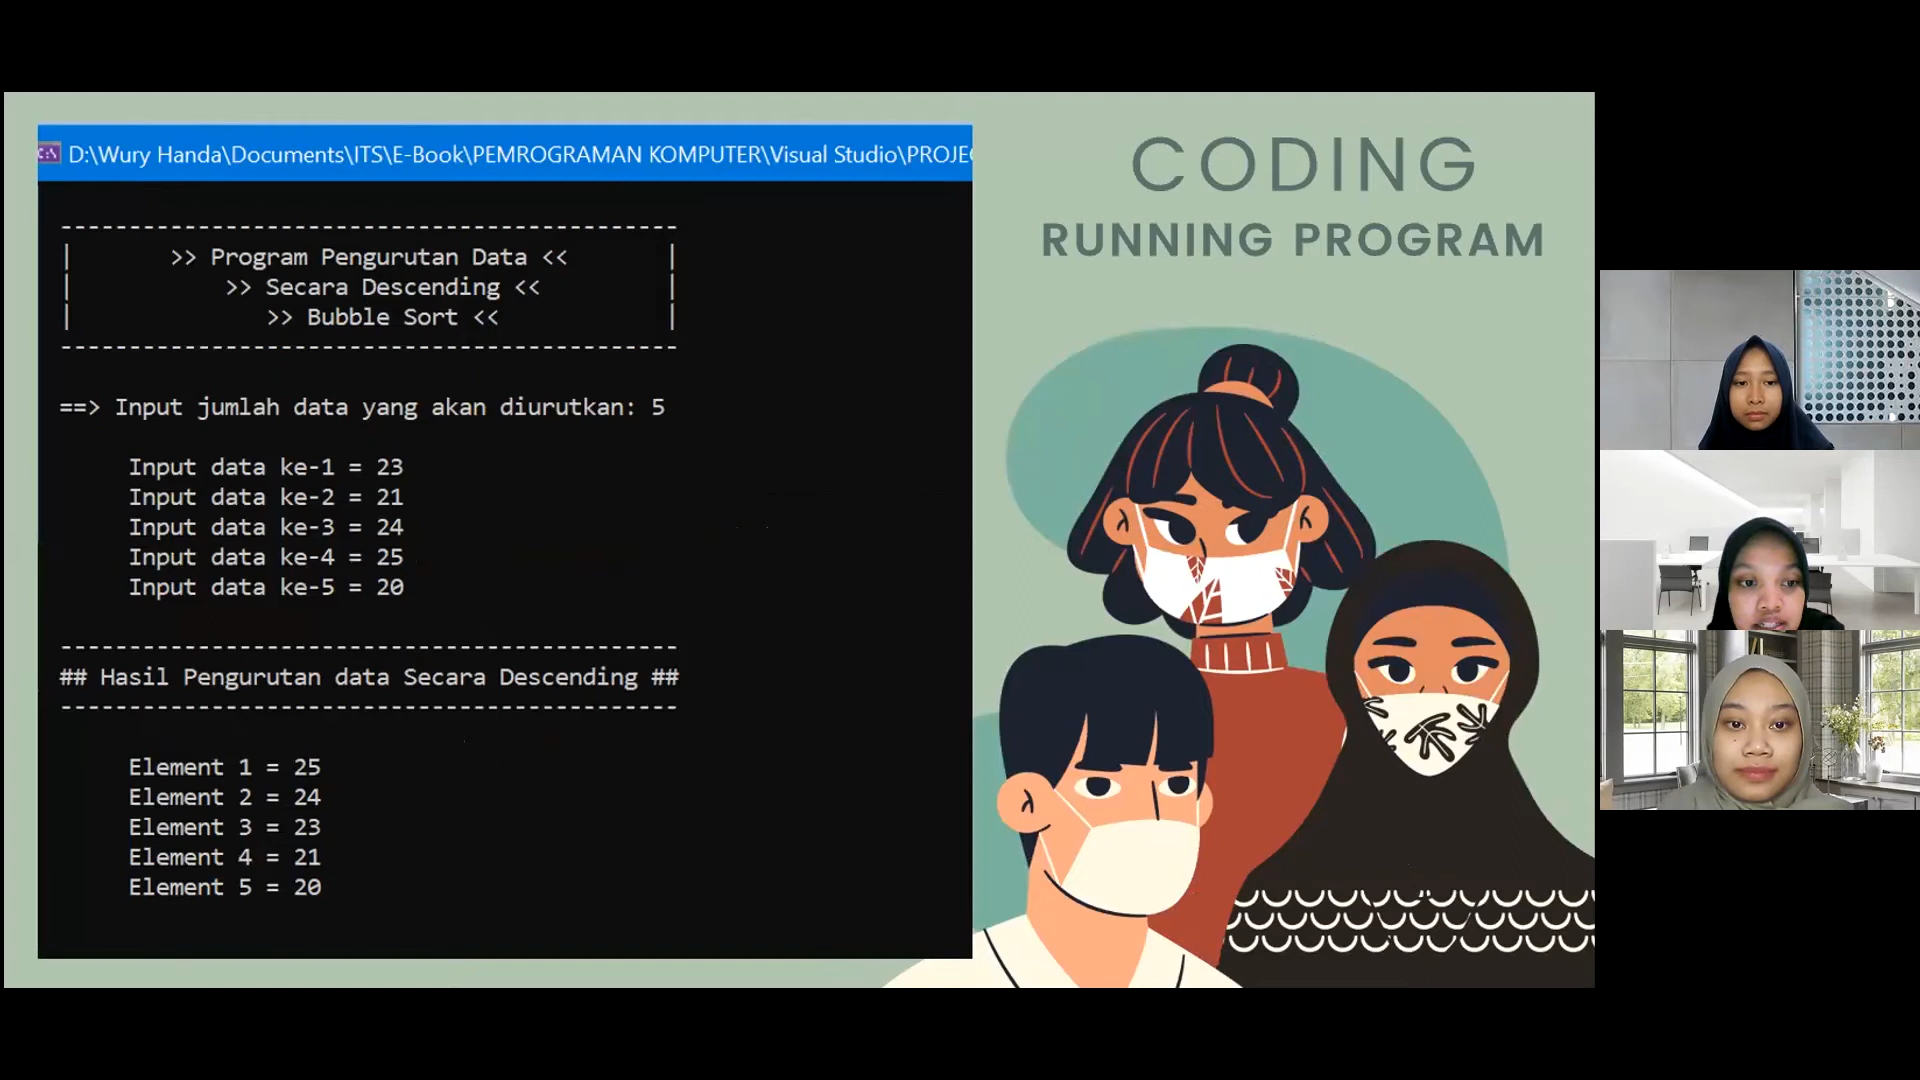 D:\Wury Handa\Documents\ITS\E-Book\PEMROGRAMAN KOMPUTER\Visual Studio\PROJEC
---------------------------------------------
| >> Program Pengurutan Data << |
| >> Secara Descending << |
| >> Bubble Sort << |
---------------------------------------------
==> Input jumlah data yang akan diurutkan: 5
Input data ke-1 = 23
Input data ke-2 = 21
Input data ke-3 = 24
Input data ke-4 = 25
Input data ke-5 = 20
---------------------------------------------
## Hasil Pengurutan data Secara Descending ##
---------------------------------------------
Element 1 = 25
Element 2 = 24
Element 3 = 23
Element 4 = 21
Element 5 = 20
CODING
RUNNING PROGRAM